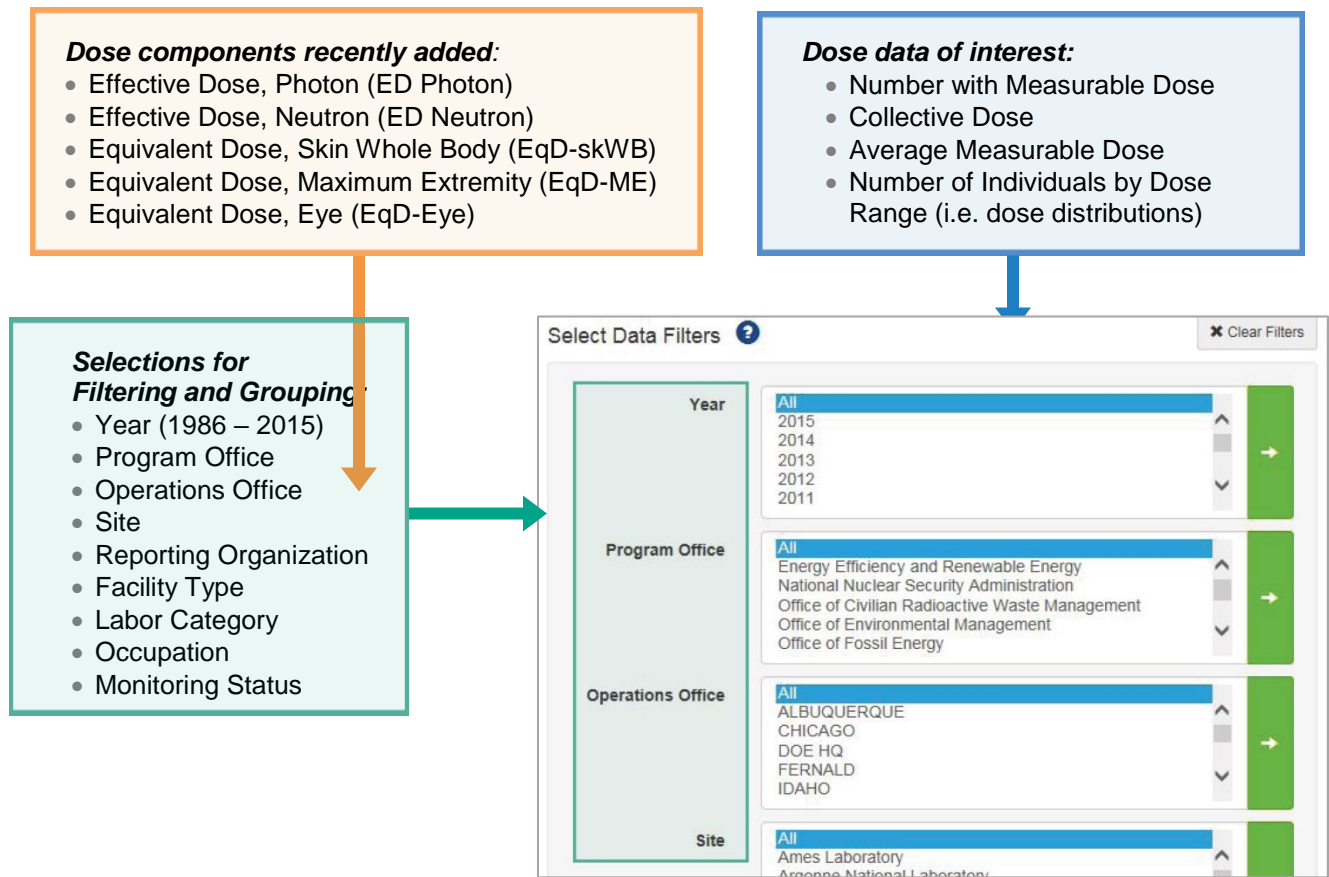 Dose components recently added:
• Effective Dose, Photon (ED Photon)
• Effective Dose, Neutron (ED Neutron)
• Equivalent Dose, Skin Whole Body (EqD-skWB)
• Equivalent Dose, Maximum Extremity (EqD-ME)
• Equivalent Dose, Eye (EqD-Eye)
Dose data of interest:
• Number with Measurable Dose
• Collective Dose
• Average Measurable Dose
• Number of Individuals by Dose
Range (i.e. dose distributions)
Selections for
Filtering and Grouping:
• Year (1986 – 2015)
• Program Office
• Operations Office
• Site
• Reporting Organization
• Facility Type
• Labor Category
• Occupation
• Monitoring Status
Select Data Filters ?
✖ Clear Filters
Year
All
2015
2014
2013
2012
2011
Program Office
All
Energy Efficiency and Renewable Energy
National Nuclear Security Administration
Office of Civilian Radioactive Waste Management
Office of Environmental Management
Office of Fossil Energy
Operations Office
All
ALBUQUERQUE
CHICAGO
DOE HQ
FERNALD
IDAHO
Site
All
Ames Laboratory
Argonne National Laboratory